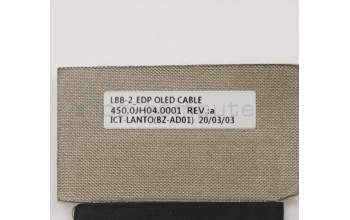 LBB-2_EDP OLED CABLE
450.0JH04.0001 REV.:a
ICT-LANTO(BZ-AD01) 20/03/03